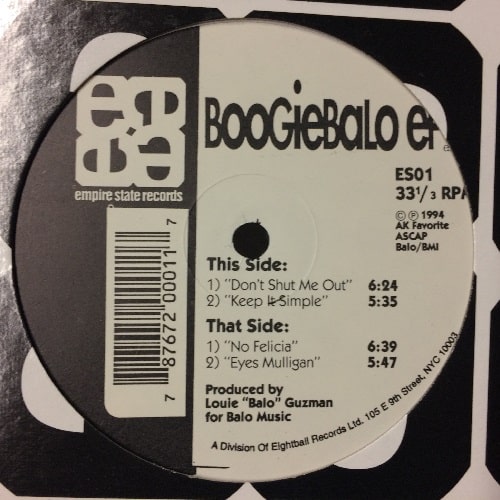 BooGieBaLo eP
ES01
33 1/3 RPM
© ℗ 1994
AK Favorite
ASCAP
Balo/BMI
empire state records
This Side:
1) "Don't Shut Me Out" 6:24
2) "Keep It Simple" 5:35
That Side:
1) "No Felicia" 6:39
2) "Eyes Mulligan" 5:47
Produced by
Louie "Balo" Guzman
for Balo Music
A Division Of Eightball Records Ltd. 105 E 9th Street, NYC 10003
7 87672 00011 7